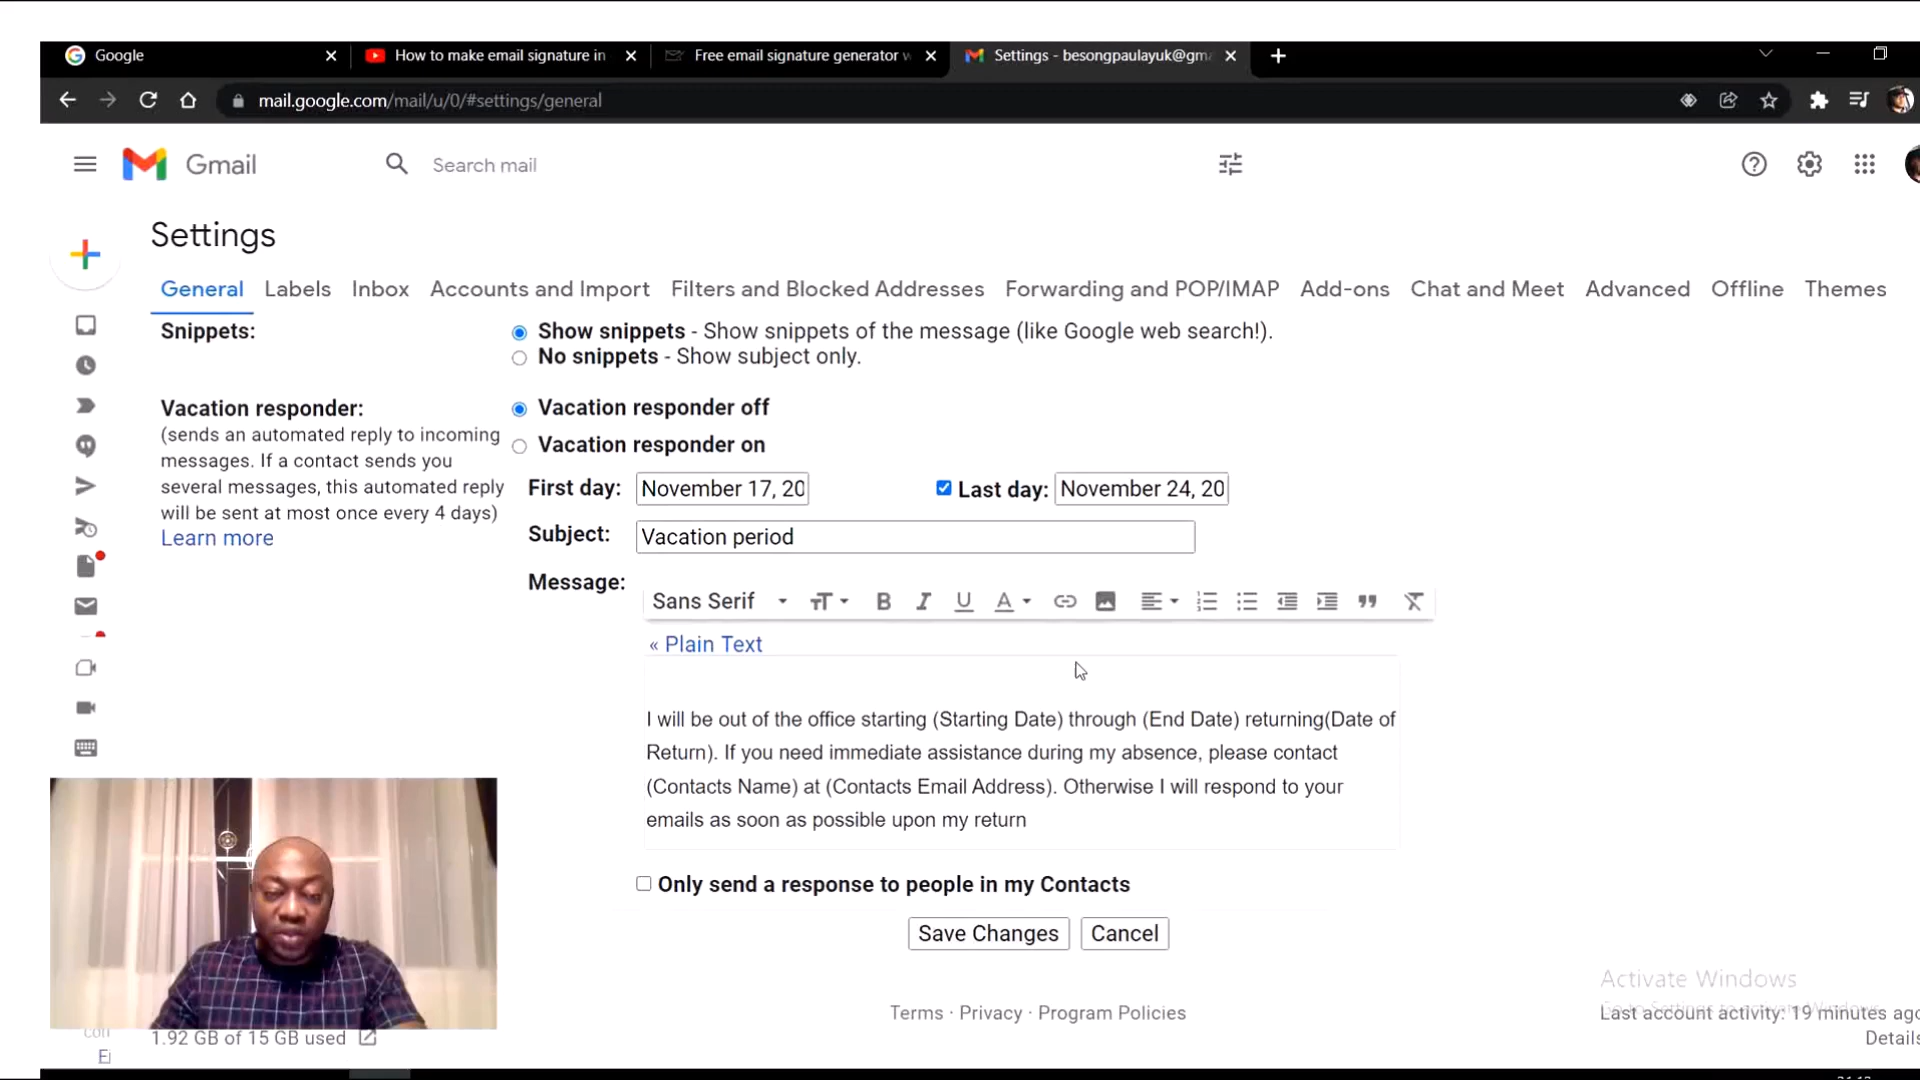 Google
How to make email signature in
Free email signature generator w
Settings - besongpaulayuk@gm
mail.google.com/mail/u/0/#settings/general
Gmail
Search mail
Settings
General Labels Inbox Accounts and Import Filters and Blocked Addresses Forwarding and POP/IMAP Add-ons Chat and Meet Advanced Offline Themes
Snippets:
Show snippets - Show snippets of the message (like Google web search!).
No snippets - Show subject only.
Vacation responder:
(sends an automated reply to incoming
messages. If a contact sends you
several messages, this automated reply
will be sent at most once every 4 days)
Learn more
Vacation responder off
Vacation responder on
First day: November 17, 20
Last day: November 24, 20
Subject: Vacation period
Message:
Sans Serif
« Plain Text
I will be out of the office starting (Starting Date) through (End Date) returning(Date of
Return). If you need immediate assistance during my absence, please contact
(Contacts Name) at (Contacts Email Address). Otherwise I will respond to your
emails as soon as possible upon my return
Only send a response to people in my Contacts
Save Changes Cancel
Terms · Privacy · Program Policies
Activate Windows
Go to Settings to activate Windows.
Last account activity: 19 minutes ago
Details
1.92 GB of 15 GB used